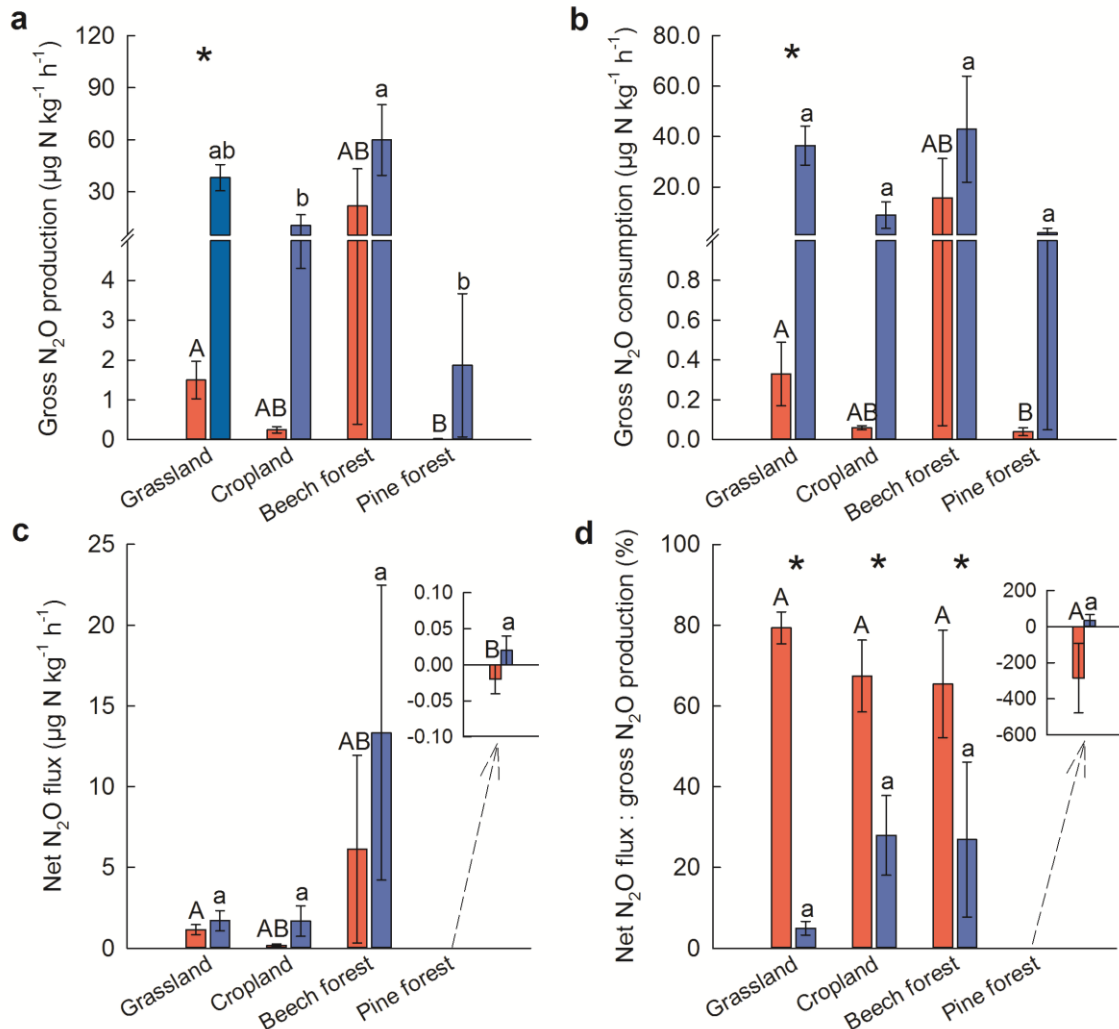 a
Gross N₂O production (µg N kg⁻¹ h⁻¹)
120
90
60
30
4
3
2
1
0
*
A
ab
AB
b
AB
a
B
b
Grassland
Cropland
Beech forest
Pine forest
b
Gross N₂O consumption (µg N kg⁻¹ h⁻¹)
80.0
60.0
40.0
20.0
0.8
0.6
0.4
0.2
0.0
*
A
a
AB
a
AB
a
B
a
Grassland
Cropland
Beech forest
Pine forest
c
Net N₂O flux (µg N kg⁻¹ h⁻¹)
25
20
15
10
5
0
A
a
AB
a
AB
a
0.10
0.05
0.00
-0.05
-0.10
B
a
Grassland
Cropland
Beech forest
Pine forest
d
Net N₂O flux : gross N₂O production (%)
100
80
60
40
20
0
*
*
*
A
a
A
a
A
a
200
0
-200
-400
-600
A
a
Grassland
Cropland
Beech forest
Pine forest